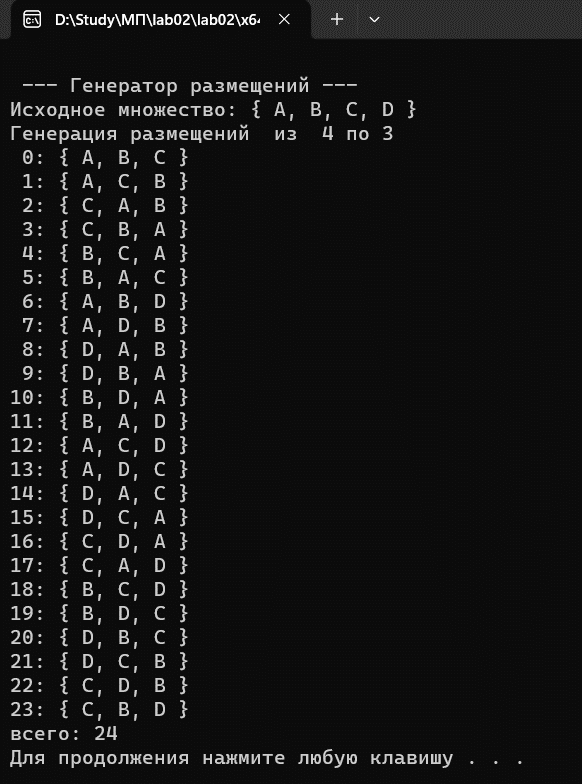 D:\Study\МП\lab02\lab02\x64
--- Генератор размещений ---
Исходное множество: { A, B, C, D }
Генерация размещений  из  4 по 3
0: { A, B, C }
1: { A, C, B }
2: { C, A, B }
3: { C, B, A }
4: { B, C, A }
5: { B, A, C }
6: { A, B, D }
7: { A, D, B }
8: { D, A, B }
9: { D, B, A }
10: { B, D, A }
11: { B, A, D }
12: { A, C, D }
13: { A, D, C }
14: { D, A, C }
15: { D, C, A }
16: { C, D, A }
17: { C, A, D }
18: { B, C, D }
19: { B, D, C }
20: { D, B, C }
21: { D, C, B }
22: { C, D, B }
23: { C, B, D }
всего: 24
Для продолжения нажмите любую клавишу . . .